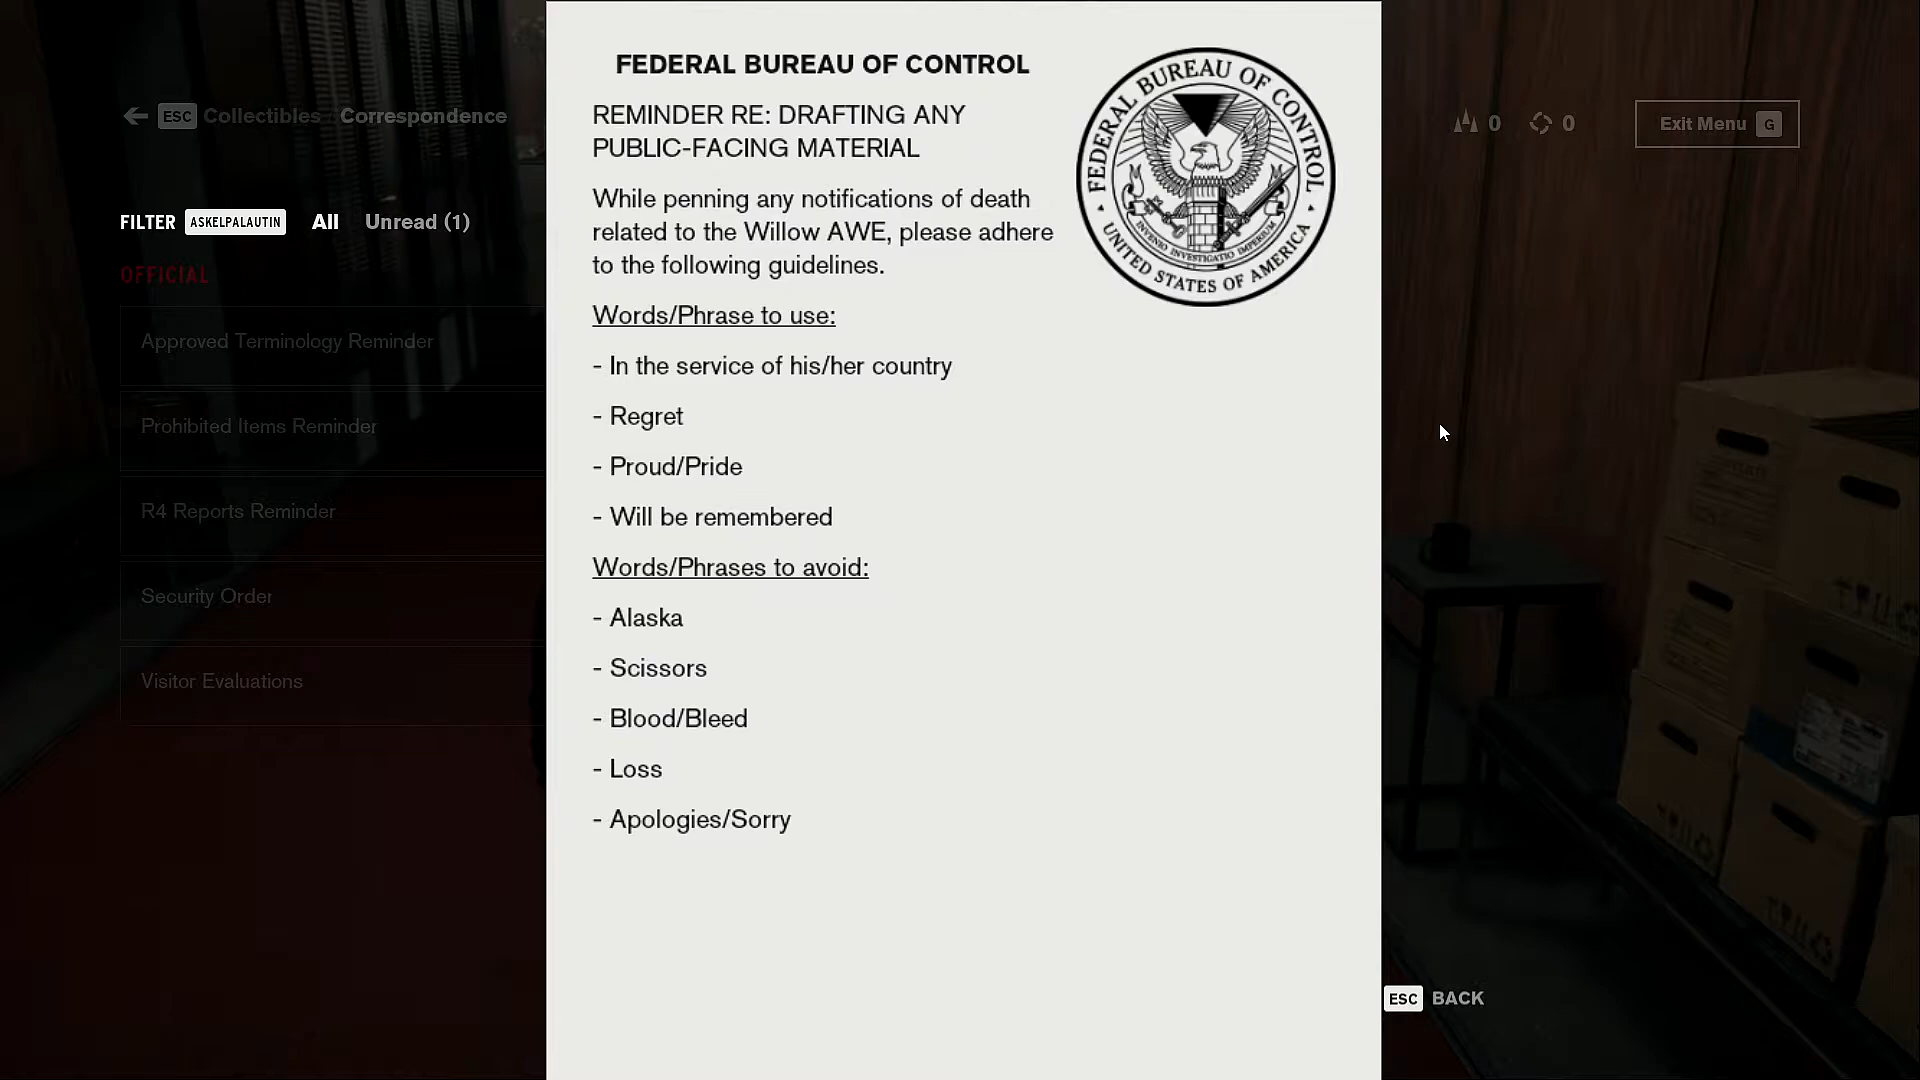 FEDERAL BUREAU OF CONTROL
REMINDER RE: DRAFTING ANY
PUBLIC-FACING MATERIAL
While penning any notifications of death
related to the Willow AWE, please adhere
to the following guidelines.
Words/Phrase to use:
- In the service of his/her country
- Regret
- Proud/Pride
- Will be remembered
Words/Phrases to avoid:
- Alaska
- Scissors
- Blood/Bleed
- Loss
- Apologies/Sorry
FEDERAL BUREAU OF CONTROL
UNITED STATES OF AMERICA
INVENIO INVESTIGATIO IMPERIUM
ESC Collectibles / Correspondence
FILTER ASKELPALAUTIN All Unread (1)
OFFICIAL
Approved Terminology Reminder
Prohibited Items Reminder
R4 Reports Reminder
Security Order
Visitor Evaluations
0 0 Exit Menu G
ESC BACK